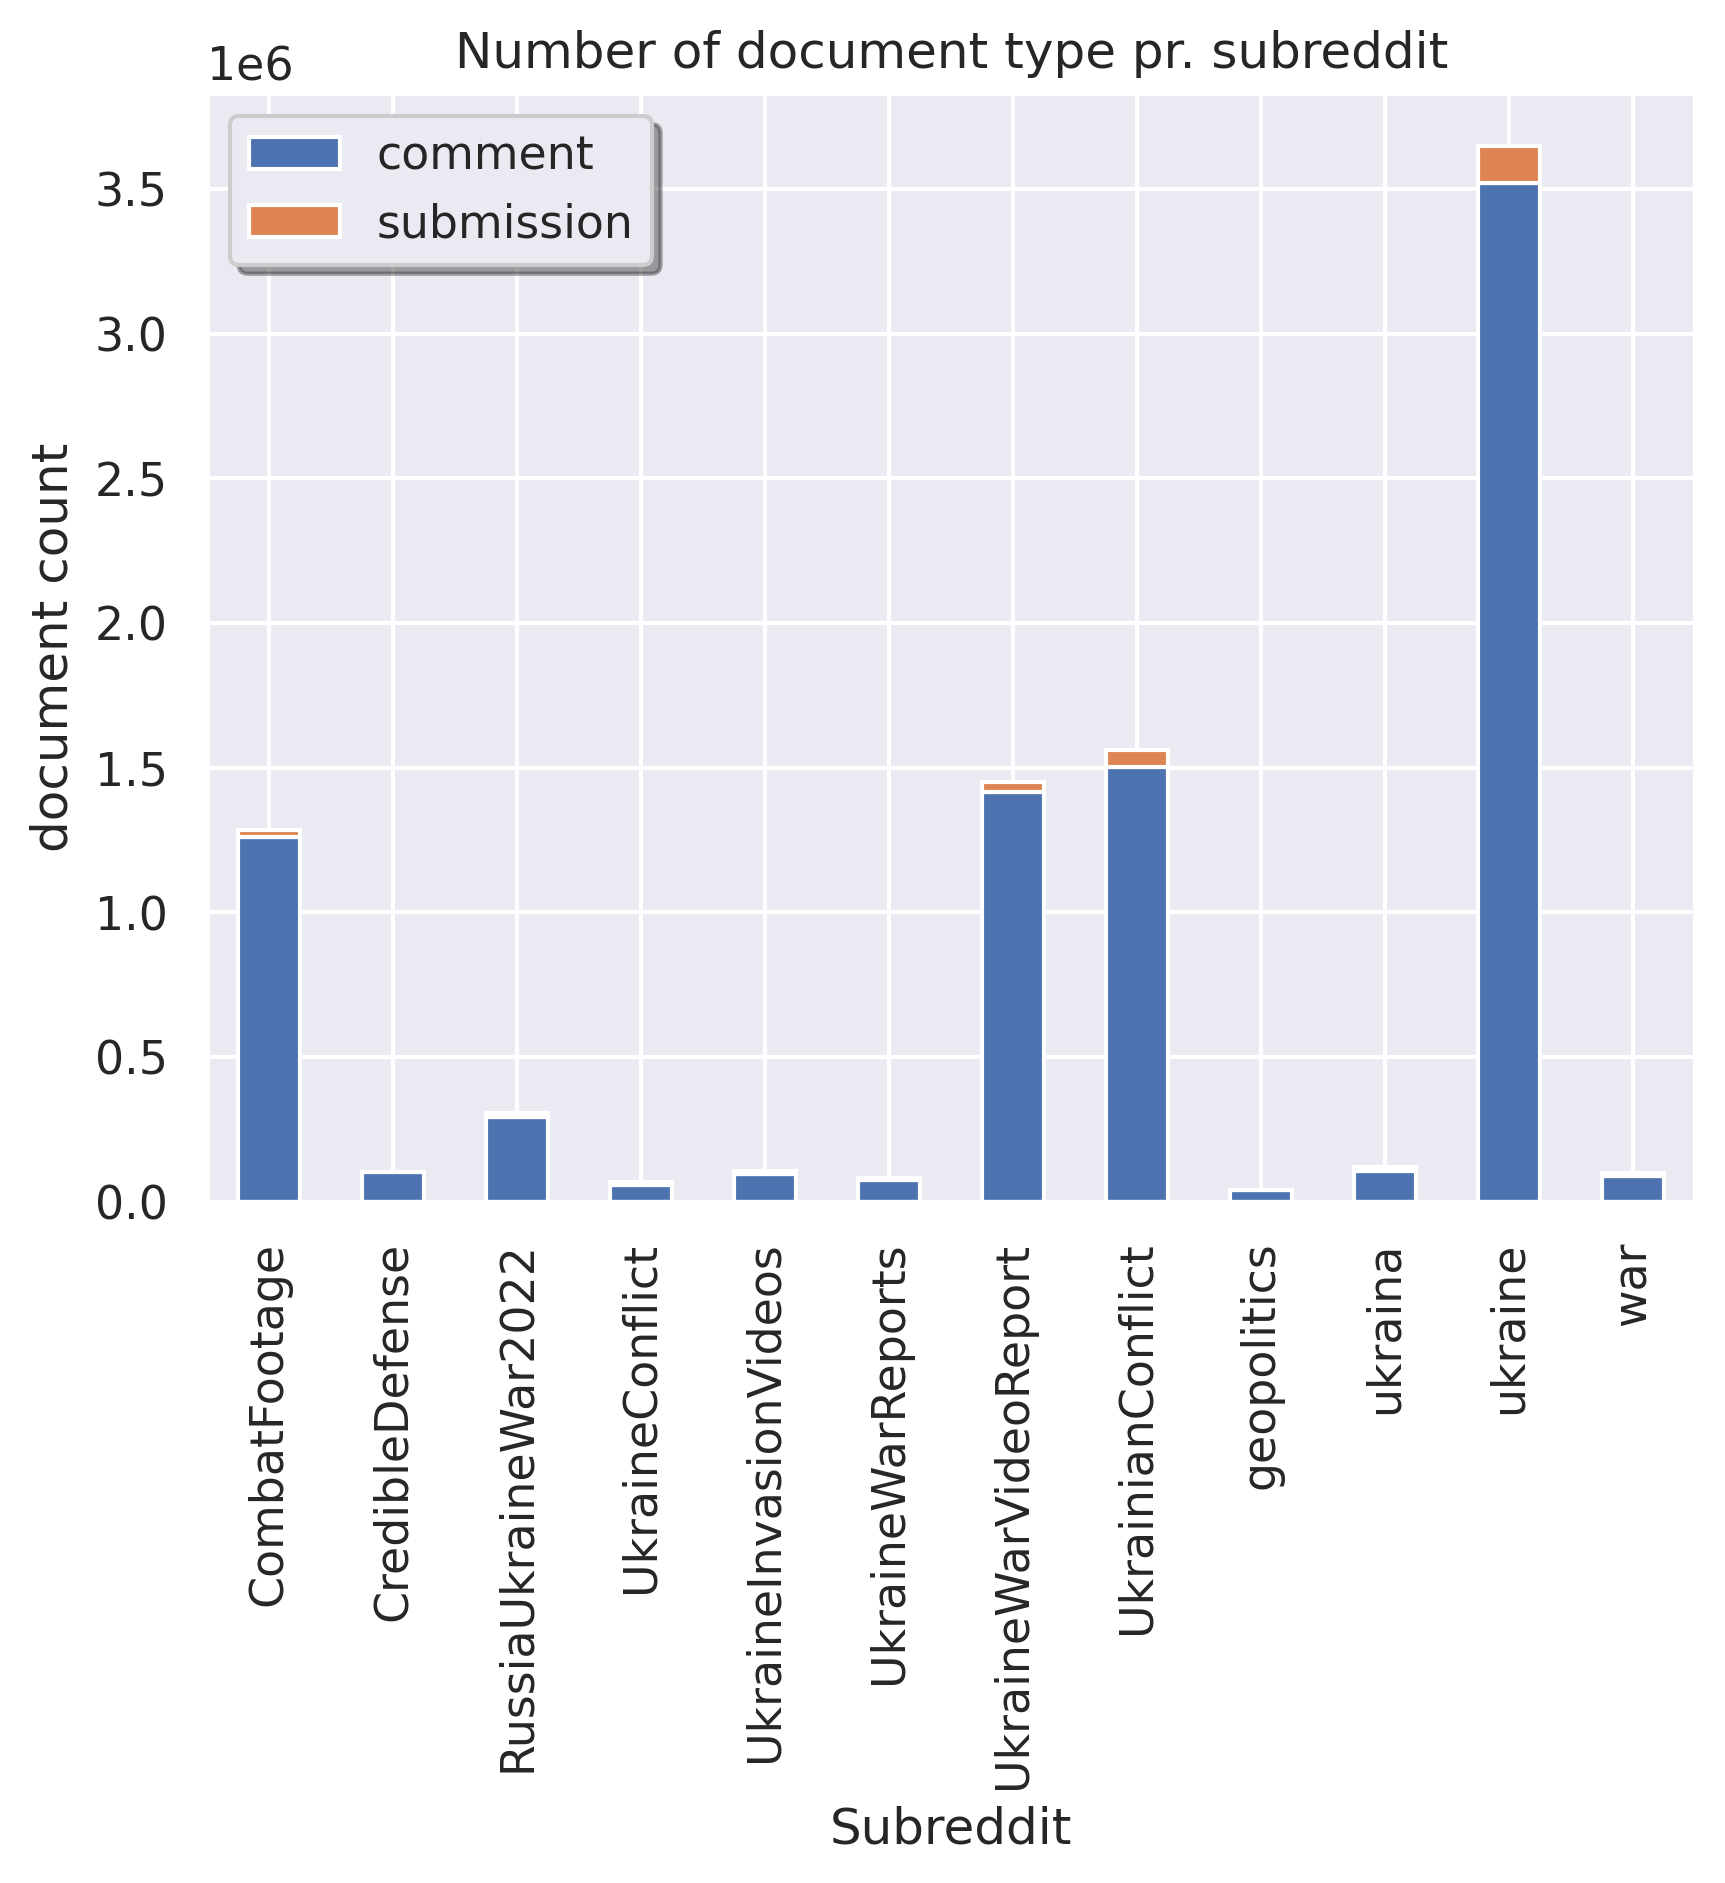 Number of document type pr. subreddit
1e6
comment
submission
3.5
3.0
2.5
2.0
1.5
1.0
0.5
0.0
document count
CombatFootage
CredibleDefense
RussiaUkraineWar2022
UkraineConflict
UkraineInvasionVideos
UkraineWarReports
UkraineWarVideoReport
UkrainianConflict
geopolitics
ukraina
ukraine
war
Subreddit